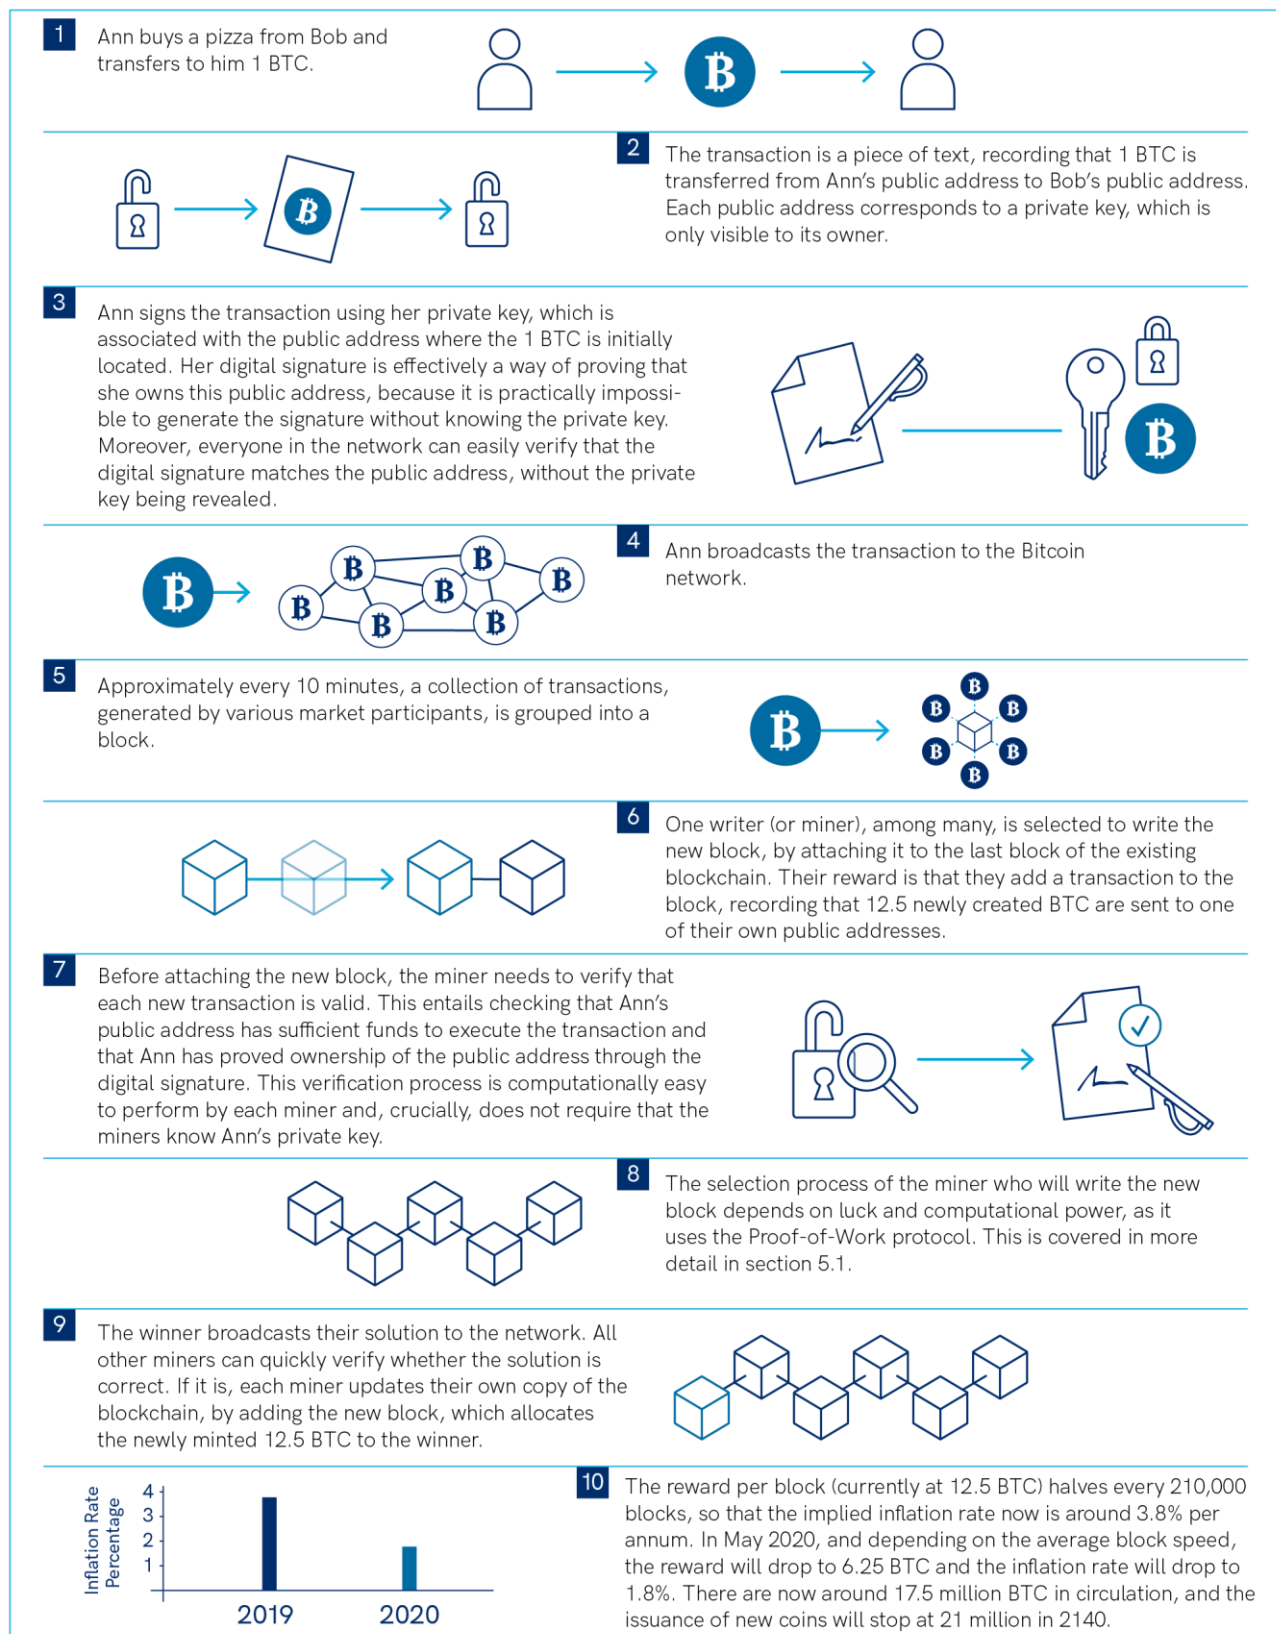 1
Ann buys a pizza from Bob and
transfers to him 1 BTC.
2
The transaction is a piece of text, recording that 1 BTC is
transferred from Ann’s public address to Bob’s public address.
Each public address corresponds to a private key, which is
only visible to its owner.
3
Ann signs the transaction using her private key, which is
associated with the public address where the 1 BTC is initially
located. Her digital signature is effectively a way of proving that
she owns this public address, because it is practically impossi-
ble to generate the signature without knowing the private key.
Moreover, everyone in the network can easily verify that the
digital signature matches the public address, without the private
key being revealed.
4
Ann broadcasts the transaction to the Bitcoin
network.
5
Approximately every 10 minutes, a collection of transactions,
generated by various market participants, is grouped into a
block.
6
One writer (or miner), among many, is selected to write the
new block, by attaching it to the last block of the existing
blockchain. Their reward is that they add a transaction to the
block, recording that 12.5 newly created BTC are sent to one
of their own public addresses.
7
Before attaching the new block, the miner needs to verify that
each new transaction is valid. This entails checking that Ann’s
public address has sufficient funds to execute the transaction and
that Ann has proved ownership of the public address through the
digital signature. This verification process is computationally easy
to perform by each miner and, crucially, does not require that the
miners know Ann’s private key.
8
The selection process of the miner who will write the new
block depends on luck and computational power, as it
uses the Proof-of-Work protocol. This is covered in more
detail in section 5.1.
9
The winner broadcasts their solution to the network. All
other miners can quickly verify whether the solution is
correct. If it is, each miner updates their own copy of the
blockchain, by adding the new block, which allocates
the newly minted 12.5 BTC to the winner.
Inflation Rate
Percentage
4
3
2
1
2019 2020
10
The reward per block (currently at 12.5 BTC) halves every 210,000
blocks, so that the implied inflation rate now is around 3.8% per
annum. In May 2020, and depending on the average block speed,
the reward will drop to 6.25 BTC and the inflation rate will drop to
1.8%. There are now around 17.5 million BTC in circulation, and the
issuance of new coins will stop at 21 million in 2140.